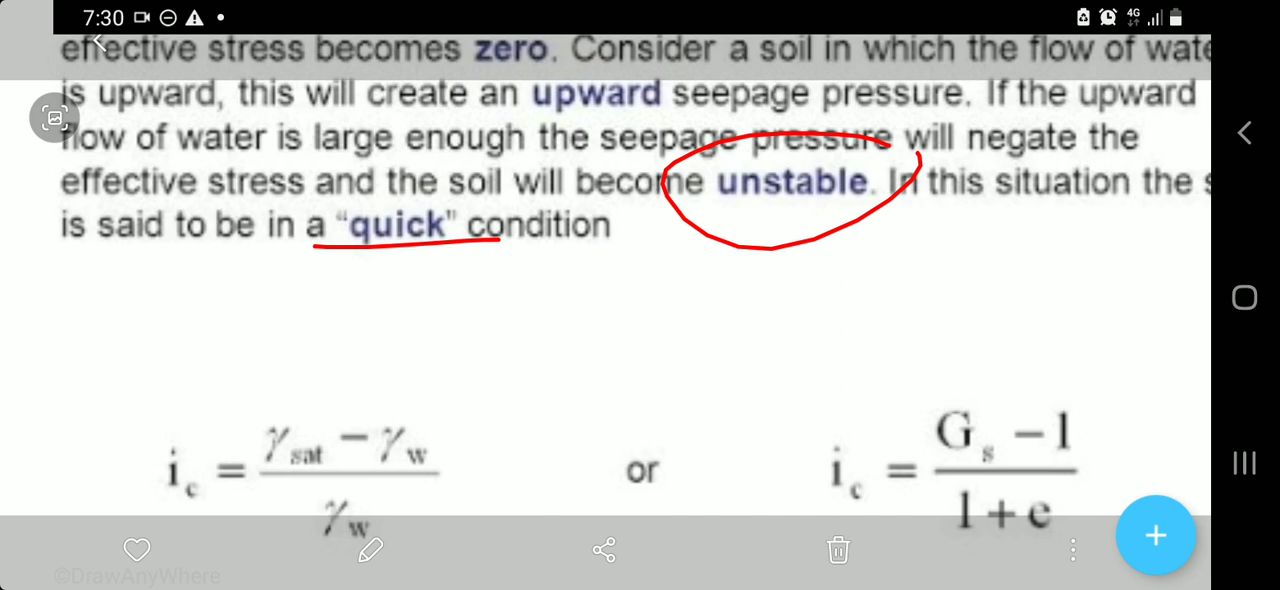 7:30
4G
effective stress becomes zero. Consider a soil in which the flow of
is upward, this will create an upward seepage pressure. If the upward
flow of water is large enough the seepage pressure will negate the
effective stress and the soil will become unstable. In this situation the
is said to be in a "quick" condition
i_c = (γ_sat − γ_w) / γ_w or i_c = (G_s − 1) / (1 + e)
©DrawAnyWhere